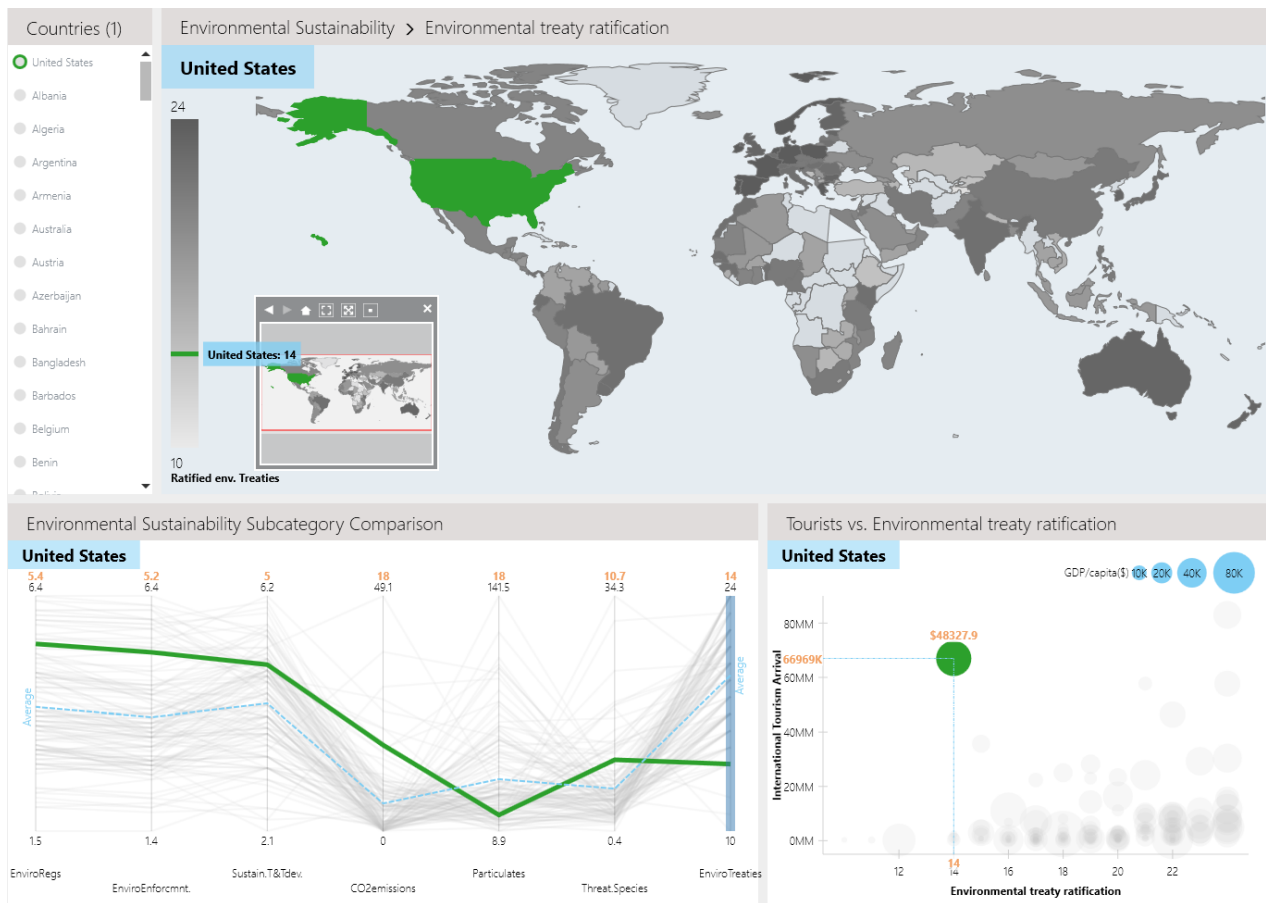 Countries (1)
United States
Albania
Algeria
Argentina
Armenia
Australia
Austria
Azerbaijan
Bahrain
Bangladesh
Barbados
Belgium
Benin
Environmental Sustainability > Environmental treaty ratification
United States
24
United States: 14
10
Ratified env. Treaties
Environmental Sustainability Subcategory Comparison
United States
5.4 5.2 5 18 18 10.7 14
6.4 6.4 6.2 49.1 141.5 34.3 24
Average
Average
1.5 1.4 2.1 0 8.9 0.4 10
EnviroRegs Sustain.T&Tdev. Particulates EnviroTreaties
EnviroEnforcmnt. CO2emissions Threat.Species
Tourists vs. Environmental treaty ratification
United States
GDP/capita($) 10K 20K 40K 80K
International Tourism Arrival
80MM
$48327.9
66969K
60MM
40MM
20MM
0MM
14
12 14 16 18 20 22
Environmental treaty ratification